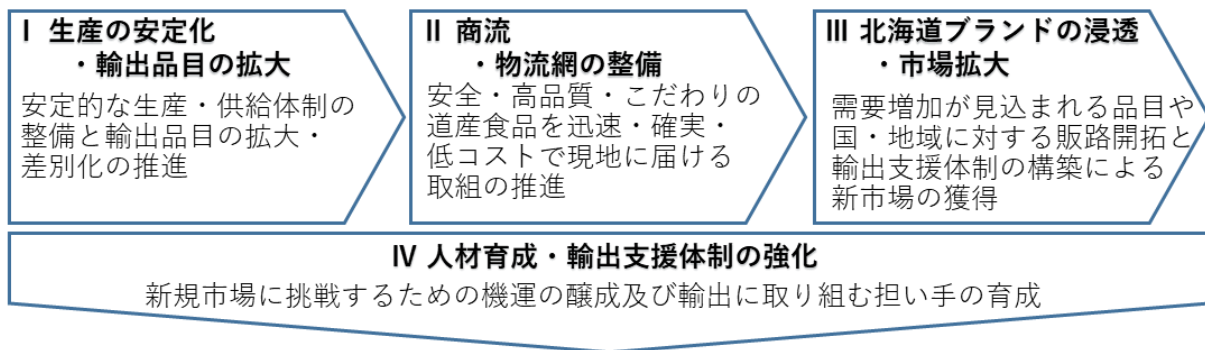 Ⅰ 生産の安定化
・輸出品目の拡大
安定的な生産・供給体制の
整備と輸出品目の拡大・
差別化の推進
Ⅱ 商流
・物流網の整備
安全・高品質・こだわりの
道産食品を迅速・確実・
低コストで現地に届ける
取組の推進
Ⅲ 北海道ブランドの浸透
・市場拡大
需要増加が見込まれる品目や
国・地域に対する販路開拓と
輸出支援体制の構築による
新市場の獲得
Ⅳ 人材育成・輸出支援体制の強化
新規市場に挑戦するための機運の醸成及び輸出に取り組む担い手の育成